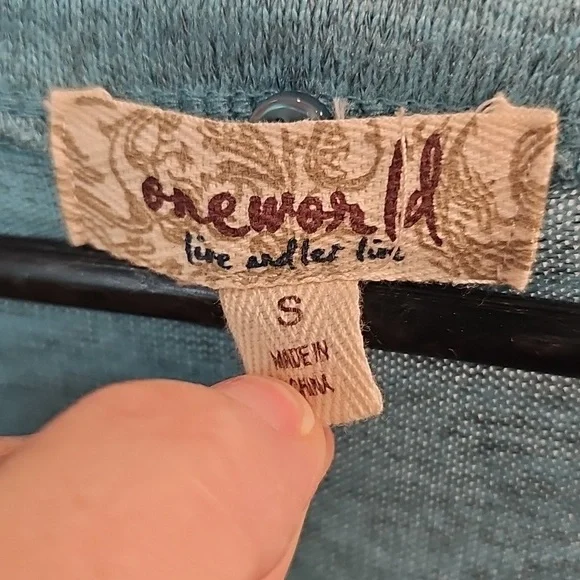 oneworld
live and let live
S
MADE IN
CHINA